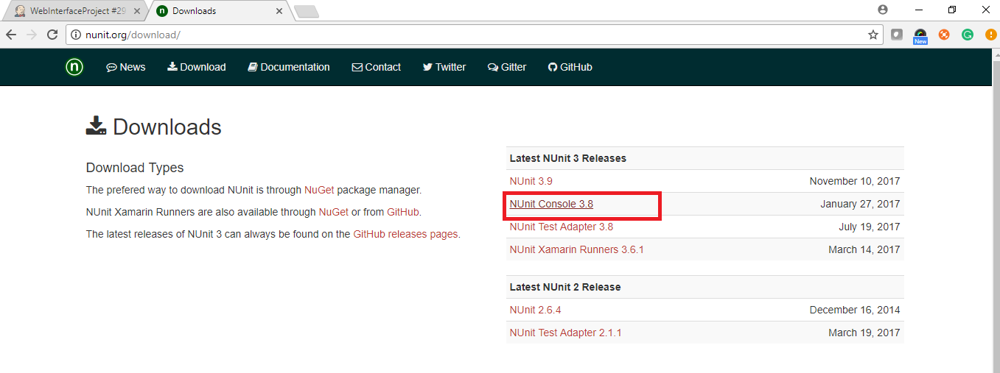 WebInterfaceProject #29
Downloads
nunit.org/download/
New
n News Download Documentation Contact Twitter Gitter GitHub
Downloads
Download Types
The prefered way to download NUnit is through NuGet package manager.
NUnit Xamarin Runners are also available through NuGet or from GitHub.
The latest releases of NUnit 3 can always be found on the GitHub releases pages.
Latest NUnit 3 Releases
NUnit 3.9 November 10, 2017
NUnit Console 3.8 January 27, 2017
NUnit Test Adapter 3.8 July 19, 2017
NUnit Xamarin Runners 3.6.1 March 14, 2017
Latest NUnit 2 Release
NUnit 2.6.4 December 16, 2014
NUnit Test Adapter 2.1.1 March 19, 2017